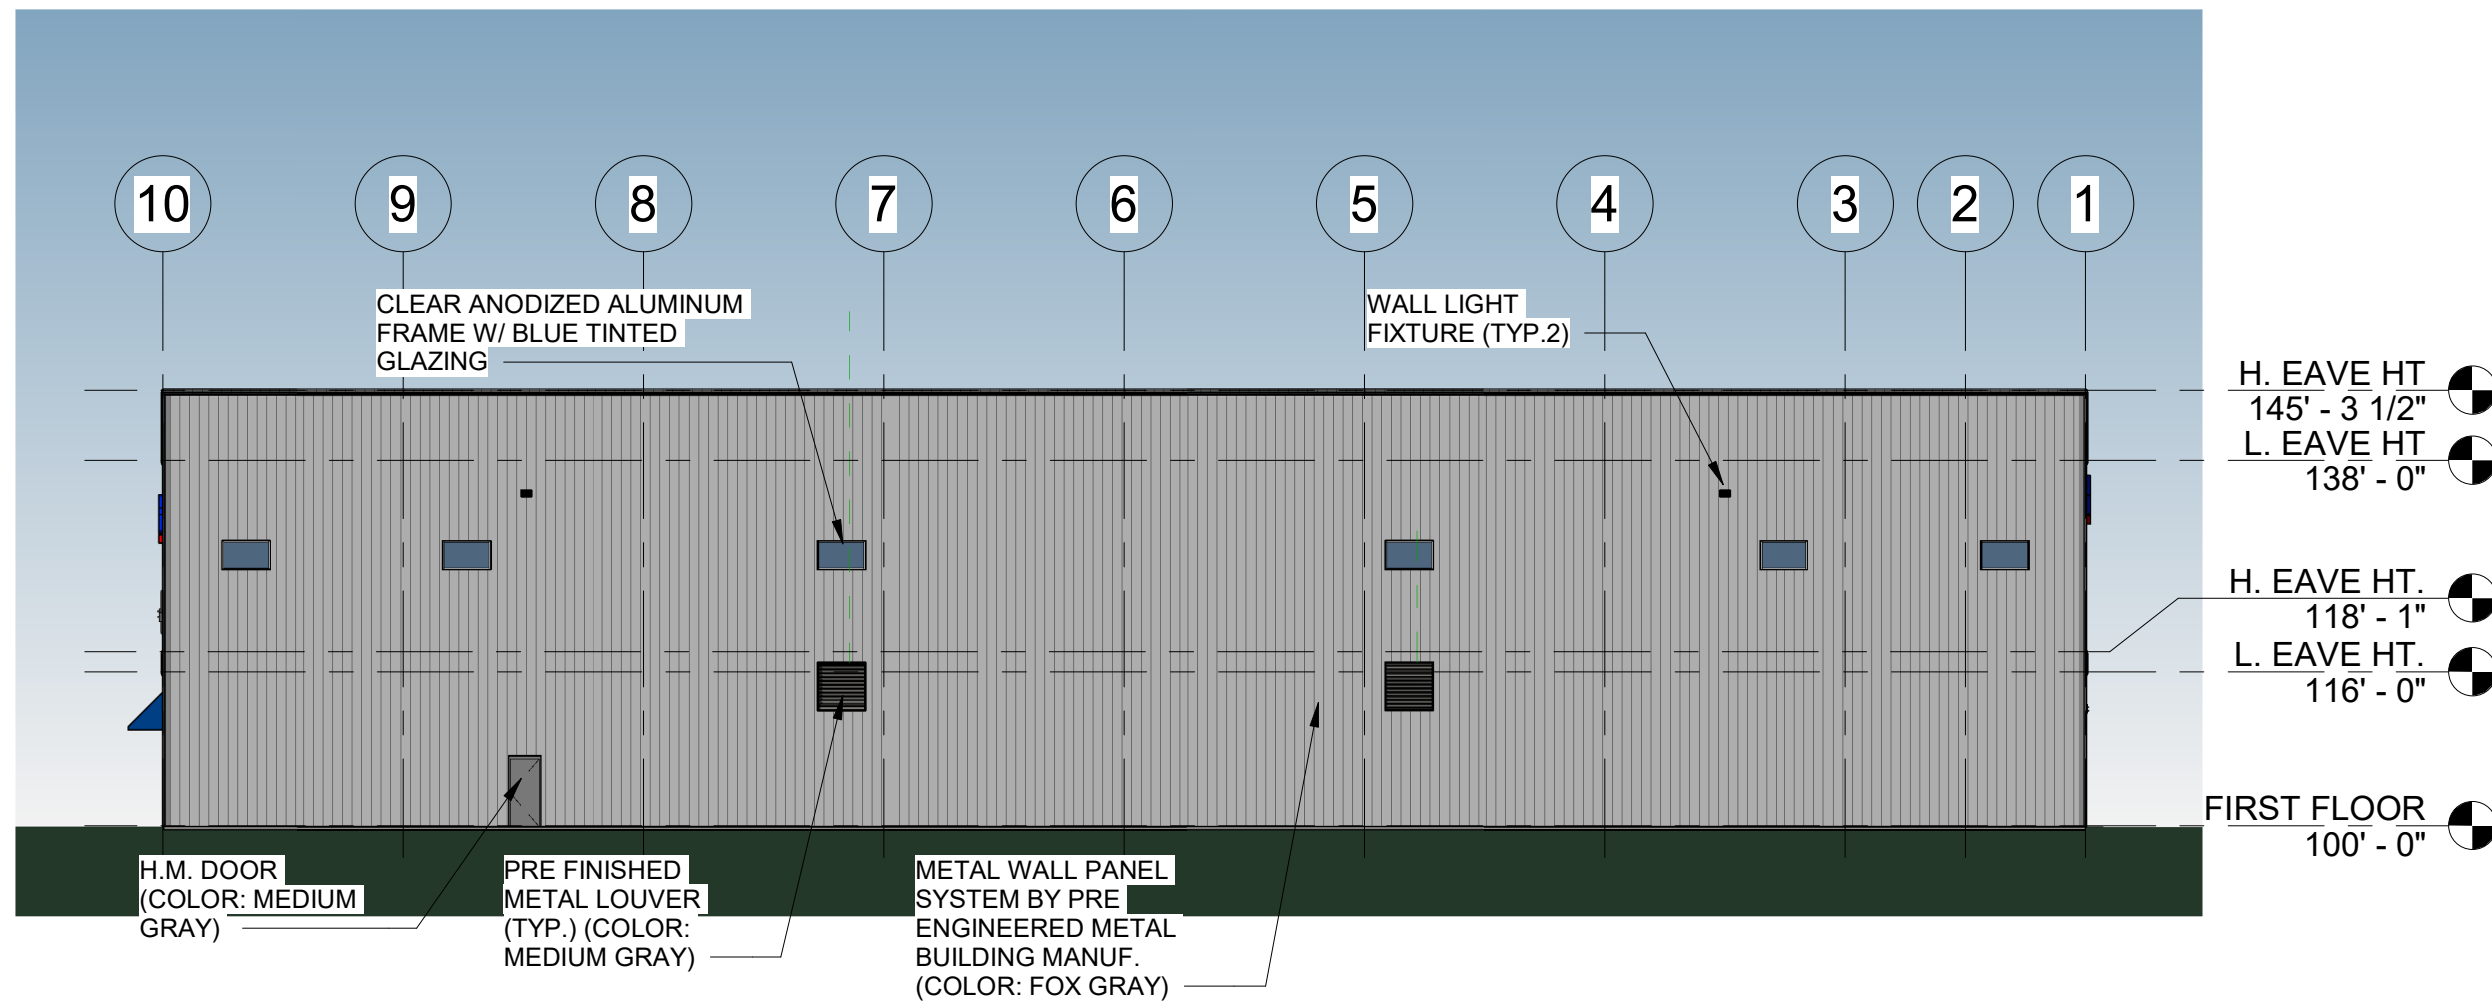 10 9 8 7 6 5 4 3 2 1
CLEAR ANODIZED ALUMINUM
FRAME W/ BLUE TINTED
GLAZING
WALL LIGHT
FIXTURE (TYP.2)
H. EAVE HT
145' - 3 1/2"
L. EAVE HT
138' - 0"
H. EAVE HT.
118' - 1"
L. EAVE HT.
116' - 0"
FIRST FLOOR
100' - 0"
H.M. DOOR
(COLOR: MEDIUM
GRAY)
PRE FINISHED
METAL LOUVER
(TYP.) (COLOR:
MEDIUM GRAY)
METAL WALL PANEL
SYSTEM BY PRE
ENGINEERED METAL
BUILDING MANUF.
(COLOR: FOX GRAY)